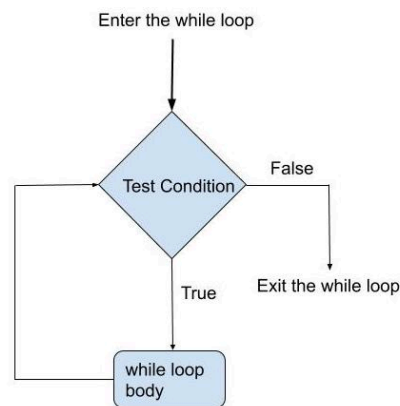 Enter the while loop
Test Condition
False
True
Exit the while loop
while loop
body